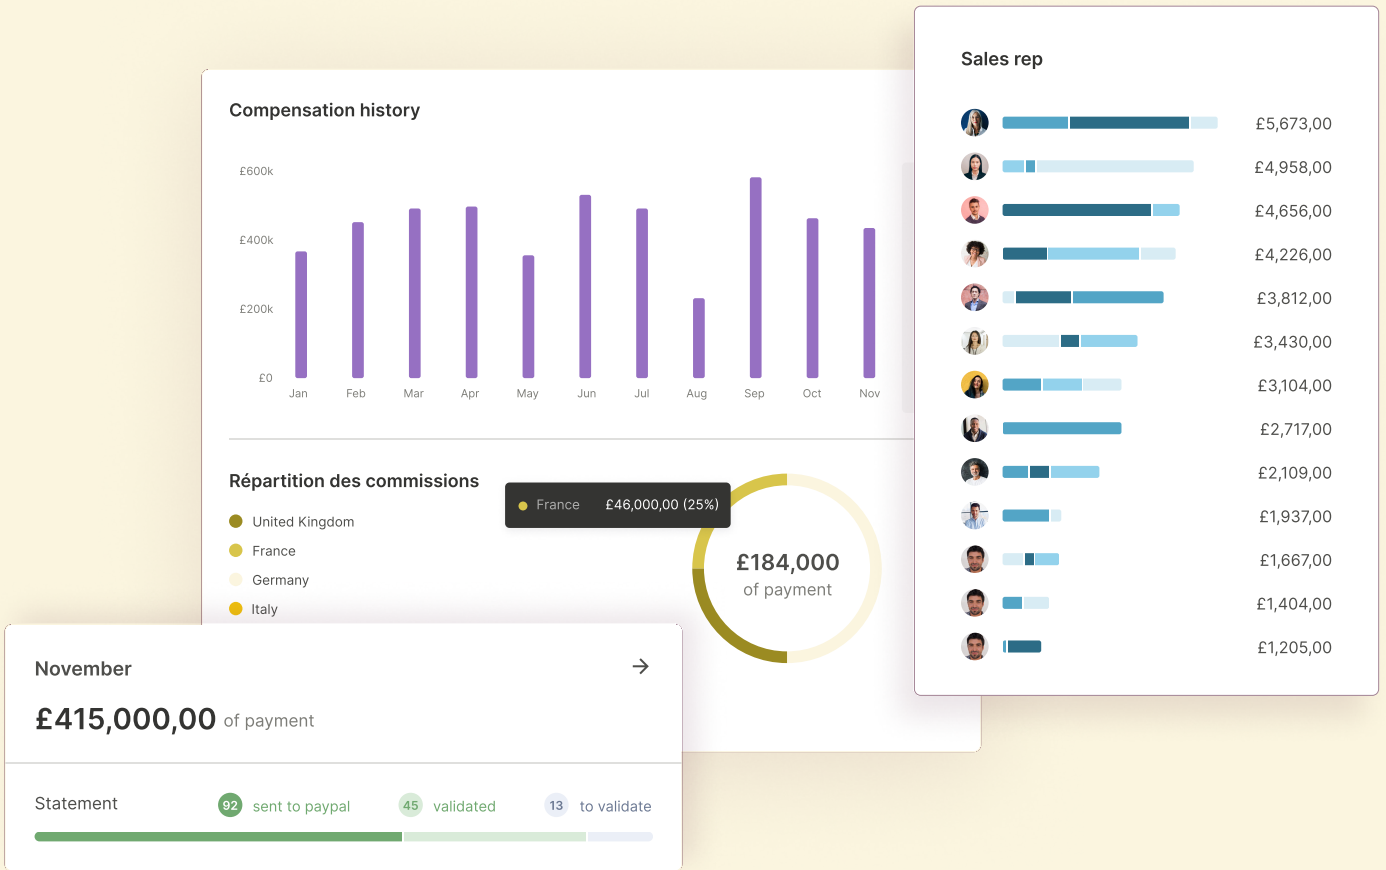 Compensation history
£600k
£400k
£200k
£0
Jan Feb Mar Apr May Jun Jul Aug Sep Oct Nov
Répartition des commissions
United Kingdom
France
Germany
Italy
France £46,000,00 (25%)
£184,000
of payment
November
£415,000,00 of payment
Statement 92 sent to paypal 45 validated 13 to validate
Sales rep
£5,673,00
£4,958,00
£4,656,00
£4,226,00
£3,812,00
£3,430,00
£3,104,00
£2,717,00
£2,109,00
£1,937,00
£1,667,00
£1,404,00
£1,205,00